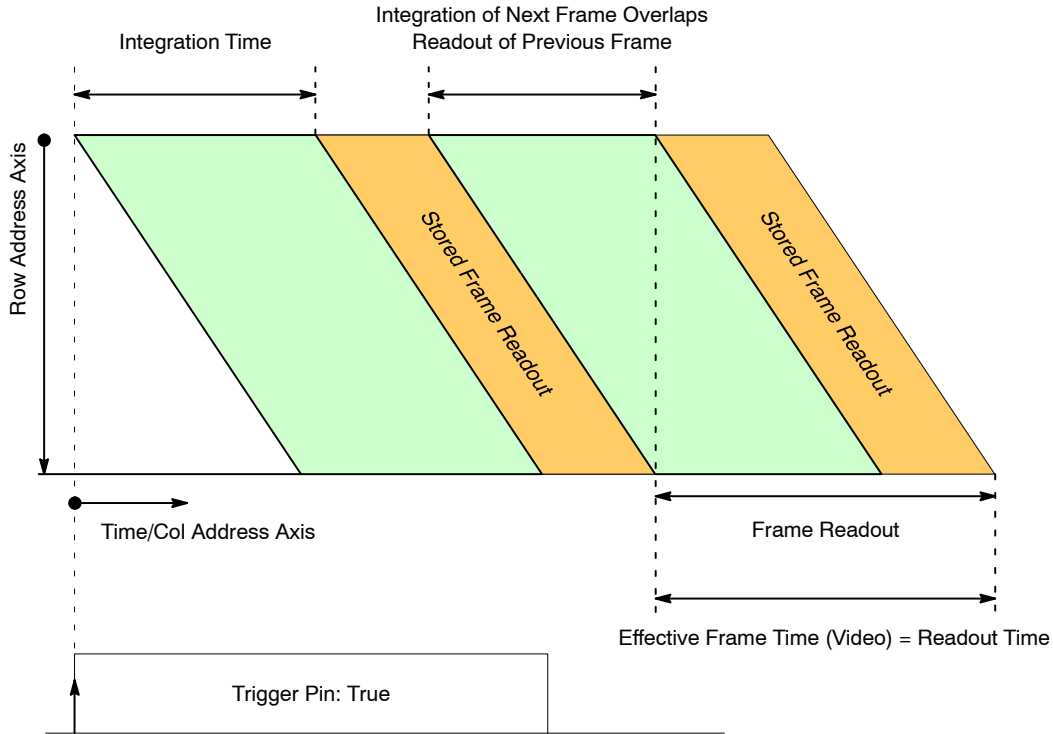 Integration of Next Frame Overlaps
Integration Time
Readout of Previous Frame
Row Address Axis
Stored Frame Readout
Stored Frame Readout
Time/Col Address Axis
Frame Readout
Effective Frame Time (Video) = Readout Time
Trigger Pin: True